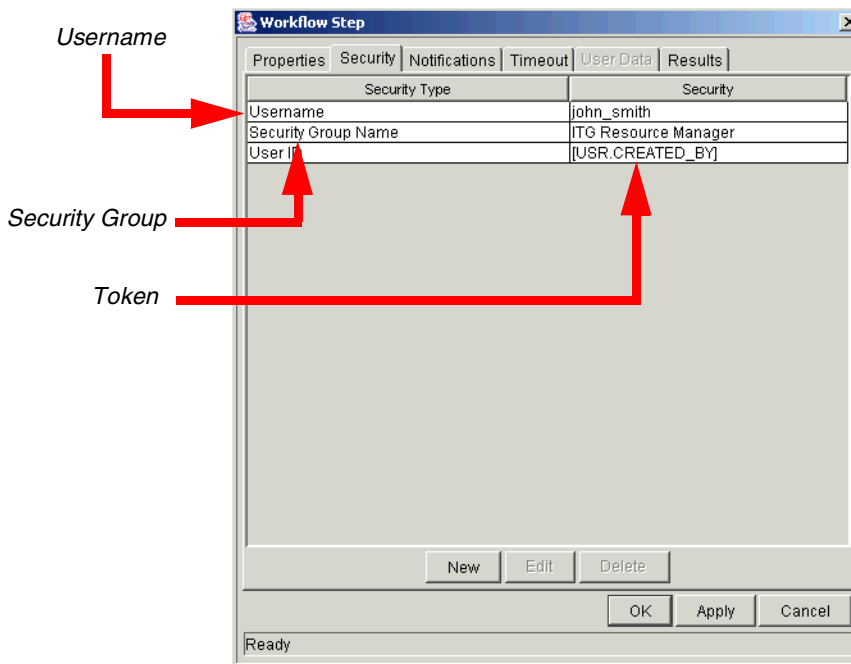 Workflow Step
Username
Properties Security Notifications Timeout User Data Results
Security Type Security
Username john_smith
Security Group Name ITG Resource Manager
User ID [USR.CREATED_BY]
Security Group
Token
New Edit Delete
OK Apply Cancel
Ready